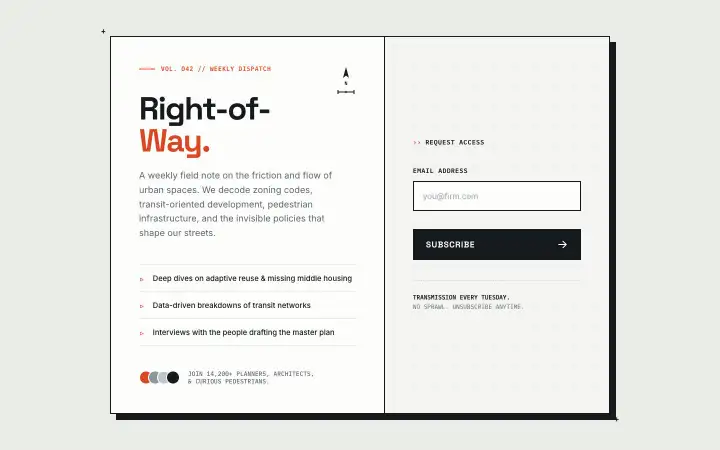 VOL. 042 // WEEKLY DISPATCH
N
Right-of-
Way.
A weekly field note on the friction and flow of
urban spaces. We decode zoning codes,
transit-oriented development, pedestrian
infrastructure, and the invisible policies that
shape our streets.
Deep dives on adaptive reuse & missing middle housing
Data-driven breakdowns of transit networks
Interviews with the people drafting the master plan
JOIN 14,200+ PLANNERS, ARCHITECTS,
& CURIOUS PEDESTRIANS.
REQUEST ACCESS
EMAIL ADDRESS
you@firm.com
SUBSCRIBE →
TRANSMISSION EVERY TUESDAY.
NO SPRAWL. UNSUBSCRIBE ANYTIME.